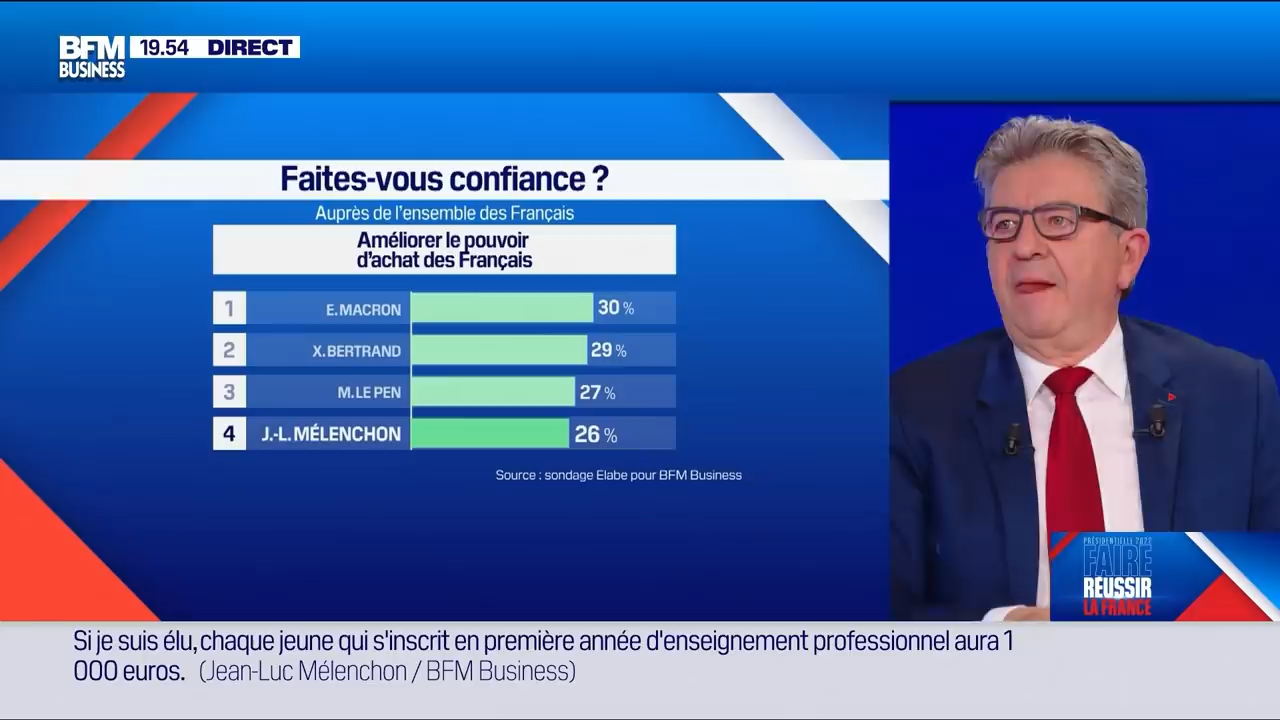 BFM
BUSINESS
19.54 DIRECT
Faites-vous confiance ?
Auprès de l'ensemble des Français
Améliorer le pouvoir
d'achat des Français
1 E. MACRON 30 %
2 X. BERTRAND 29 %
3 M. LE PEN 27 %
4 J.-L. MÉLENCHON 26 %
Source : sondage Elabe pour BFM Business
PRÉSIDENTIELLE 2022
FAIRE
RÉUSSIR
LA FRANCE
Si je suis élu, chaque jeune qui s'inscrit en première année d'enseignement professionnel aura 1
000 euros. (Jean-Luc Mélenchon / BFM Business)